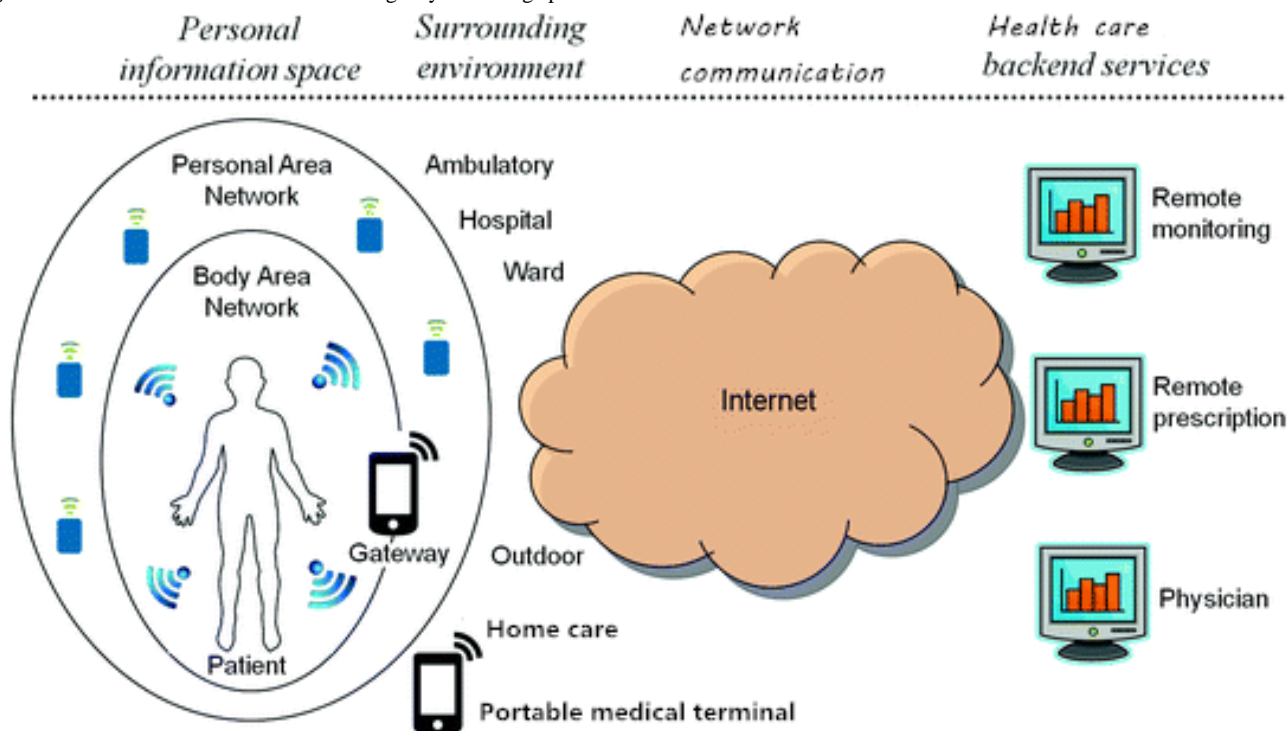 Personal
information space
Surrounding
environment
Network
communication
Health care
backend services
Personal Area
Network
Body Area
Network
Patient
Gateway
Ambulatory
Hospital
Ward
Outdoor
Home care
Portable medical terminal
Internet
Remote
monitoring
Remote
prescription
Physician